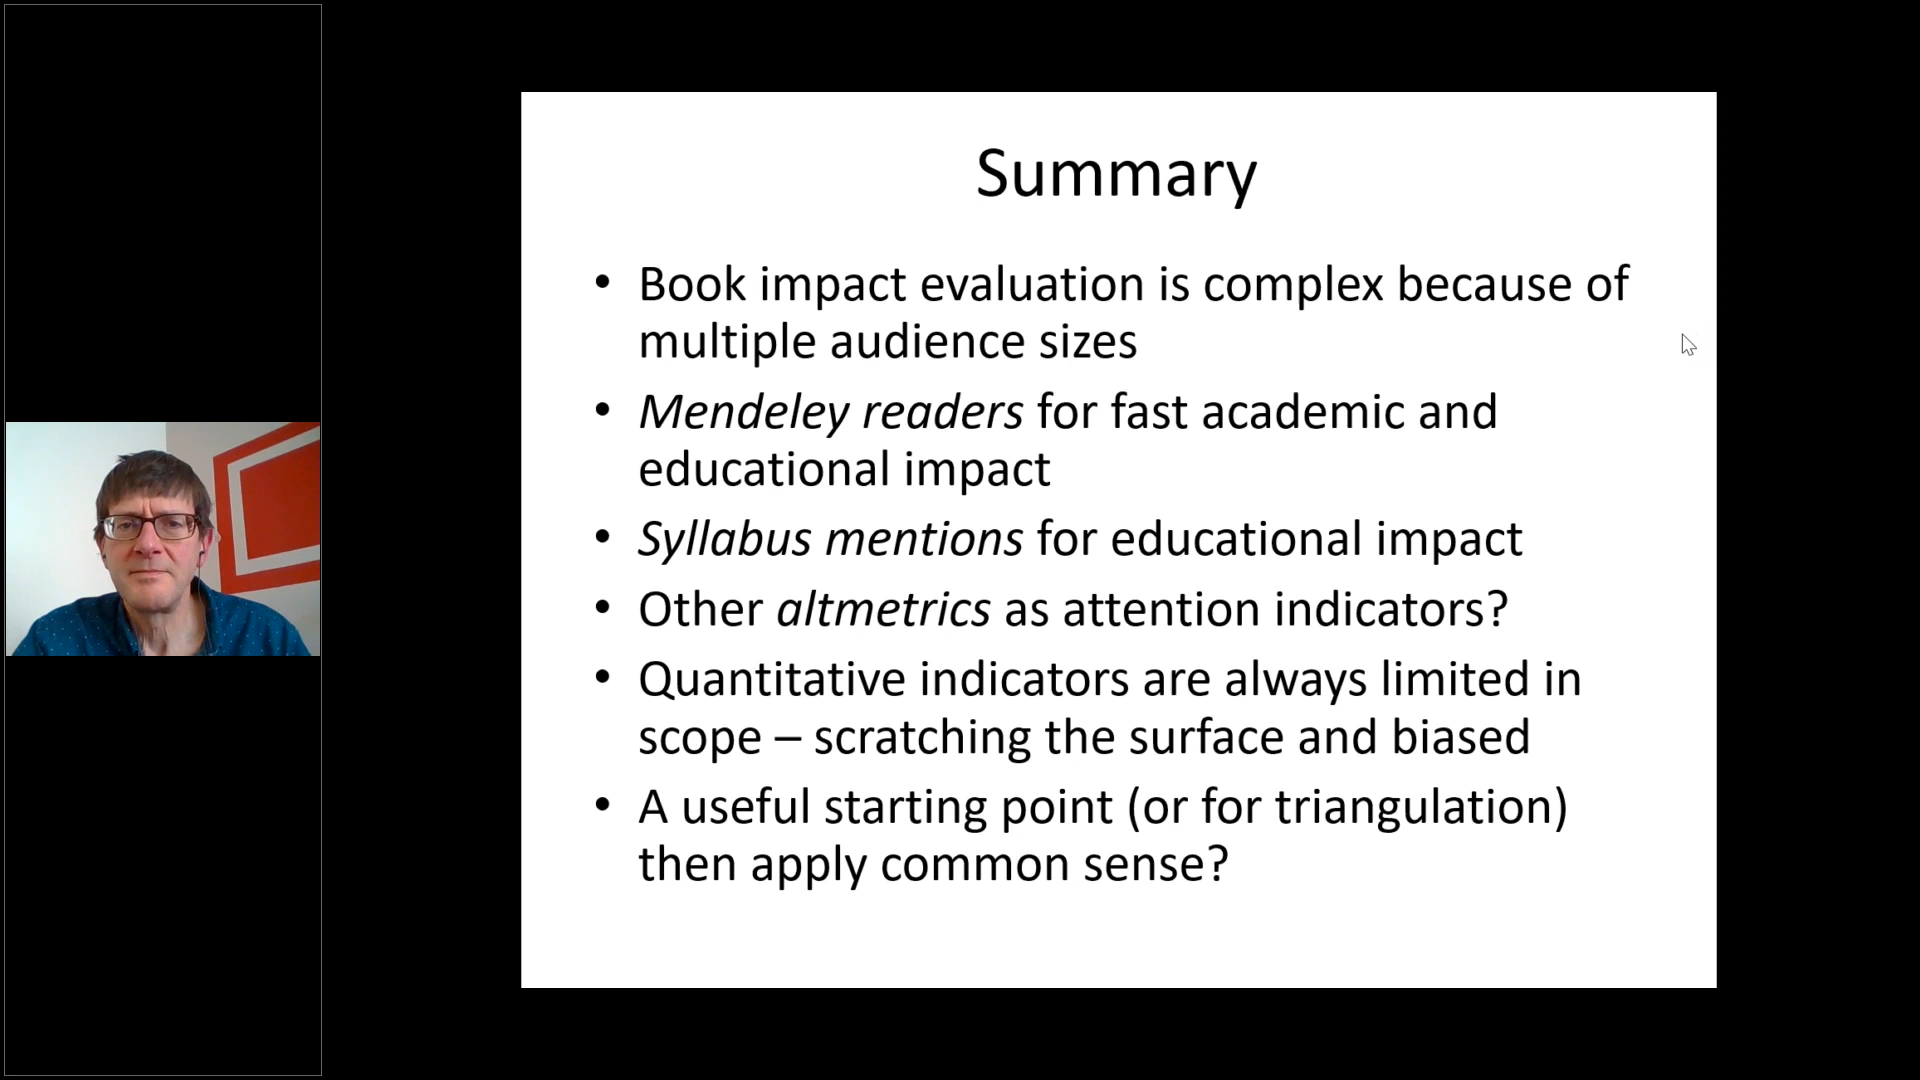 Summary
• Book impact evaluation is complex because of
multiple audience sizes
• Mendeley readers for fast academic and
educational impact
• Syllabus mentions for educational impact
• Other altmetrics as attention indicators?
• Quantitative indicators are always limited in
scope – scratching the surface and biased
• A useful starting point (or for triangulation)
then apply common sense?